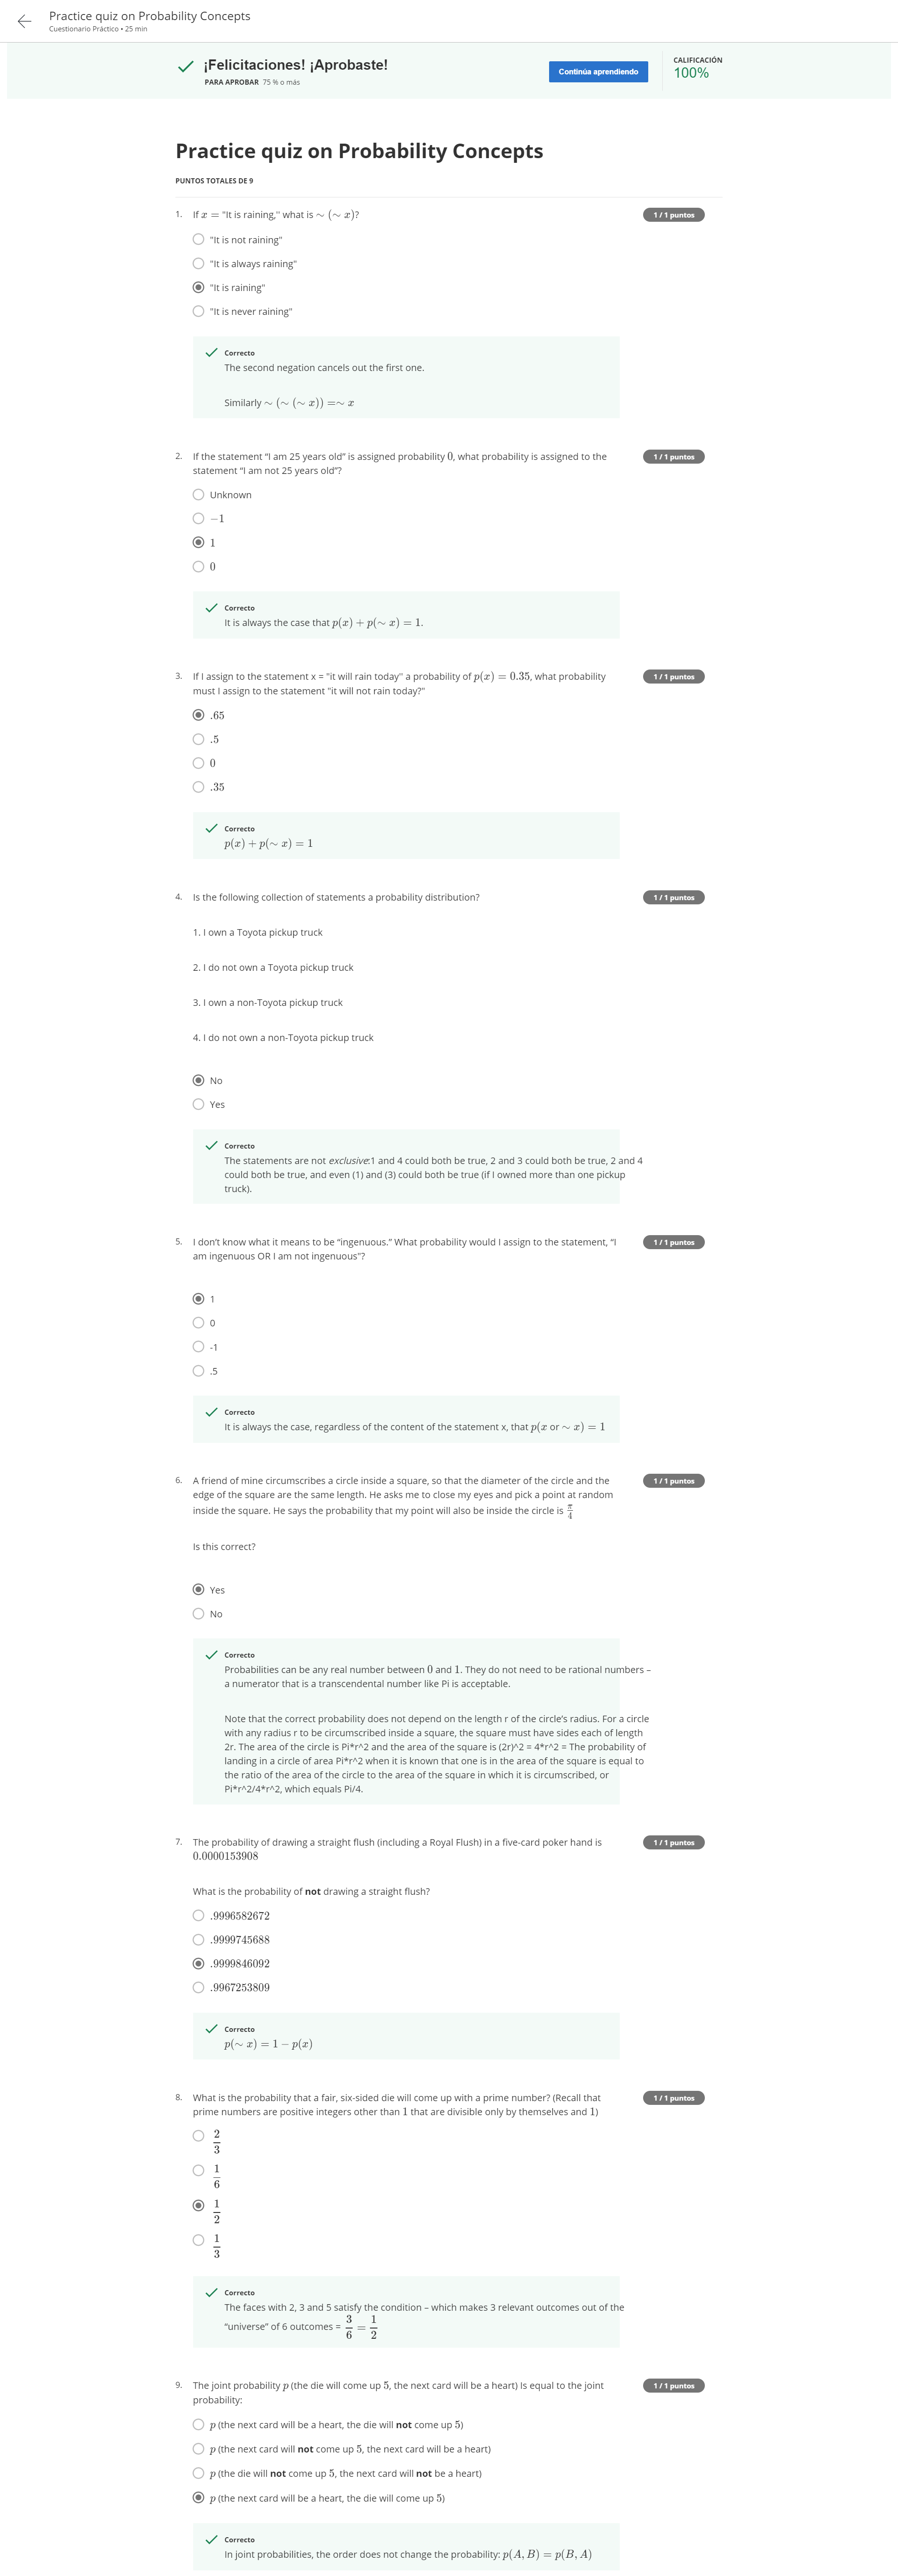 Practice quiz on Probability Concepts
Cuestionario Práctico • 25 min
¡Felicitaciones! ¡Aprobaste!
PARA APROBAR 75 % o más
Continúa aprendiendo
CALIFICACIÓN
100%
Practice quiz on Probability Concepts
PUNTOS TOTALES DE 9
1. If x = "It is raining," what is ∼ (∼ x)?
1 / 1 puntos
"It is not raining"
"It is always raining"
"It is raining"
"It is never raining"
Correcto
The second negation cancels out the first one.
Similarly ∼ (∼ (∼ x)) =∼ x
2. If the statement “I am 25 years old” is assigned probability 0, what probability is assigned to the
statement “I am not 25 years old”?
1 / 1 puntos
Unknown
−1
1
0
Correcto
It is always the case that p(x) + p(∼ x) = 1.
3. If I assign to the statement x = "it will rain today" a probability of p(x) = 0.35, what probability
must I assign to the statement "it will not rain today?"
1 / 1 puntos
.65
.5
0
.35
Correcto
p(x) + p(∼ x) = 1
4. Is the following collection of statements a probability distribution?
1 / 1 puntos
1. I own a Toyota pickup truck
2. I do not own a Toyota pickup truck
3. I own a non-Toyota pickup truck
4. I do not own a non-Toyota pickup truck
No
Yes
Correcto
The statements are not exclusive:1 and 4 could both be true, 2 and 3 could both be true, 2 and 4
could both be true, and even (1) and (3) could both be true (if I owned more than one pickup
truck).
5. I don’t know what it means to be “ingenuous.” What probability would I assign to the statement, “I
am ingenuous OR I am not ingenuous”?
1 / 1 puntos
1
0
-1
.5
Correcto
It is always the case, regardless of the content of the statement x, that p(x or ∼ x) = 1
6. A friend of mine circumscribes a circle inside a square, so that the diameter of the circle and the
edge of the square are the same length. He asks me to close my eyes and pick a point at random
inside the square. He says the probability that my point will also be inside the circle is π/4
1 / 1 puntos
Is this correct?
Yes
No
Correcto
Probabilities can be any real number between 0 and 1. They do not need to be rational numbers –
a numerator that is a transcendental number like Pi is acceptable.
Note that the correct probability does not depend on the length r of the circle’s radius. For a circle
with any radius r to be circumscribed inside a square, the square must have sides each of length
2r. The area of the circle is Pi*r^2 and the area of the square is (2r)^2 = 4*r^2 = The probability of
landing in a circle of area Pi*r^2 when it is known that one is in the area of the square is equal to
the ratio of the area of the circle to the area of the square in which it is circumscribed, or
Pi*r^2/4*r^2, which equals Pi/4.
7. The probability of drawing a straight flush (including a Royal Flush) in a five-card poker hand is
0.0000153908
1 / 1 puntos
What is the probability of not drawing a straight flush?
.9996582672
.9999745688
.9999846092
.9967253809
Correcto
p(∼ x) = 1 − p(x)
8. What is the probability that a fair, six-sided die will come up with a prime number? (Recall that
prime numbers are positive integers other than 1 that are divisible only by themselves and 1)
1 / 1 puntos
2/3
1/6
1/2
1/3
Correcto
The faces with 2, 3 and 5 satisfy the condition – which makes 3 relevant outcomes out of the
“universe” of 6 outcomes = 3/6 = 1/2
9. The joint probability p (the die will come up 5, the next card will be a heart) Is equal to the joint
probability:
1 / 1 puntos
p (the next card will be a heart, the die will not come up 5)
p (the next card will not come up 5, the next card will be a heart)
p (the die will not come up 5, the next card will not be a heart)
p (the next card will be a heart, the die will come up 5)
Correcto
In joint probabilities, the order does not change the probability: p(A, B) = p(B, A)